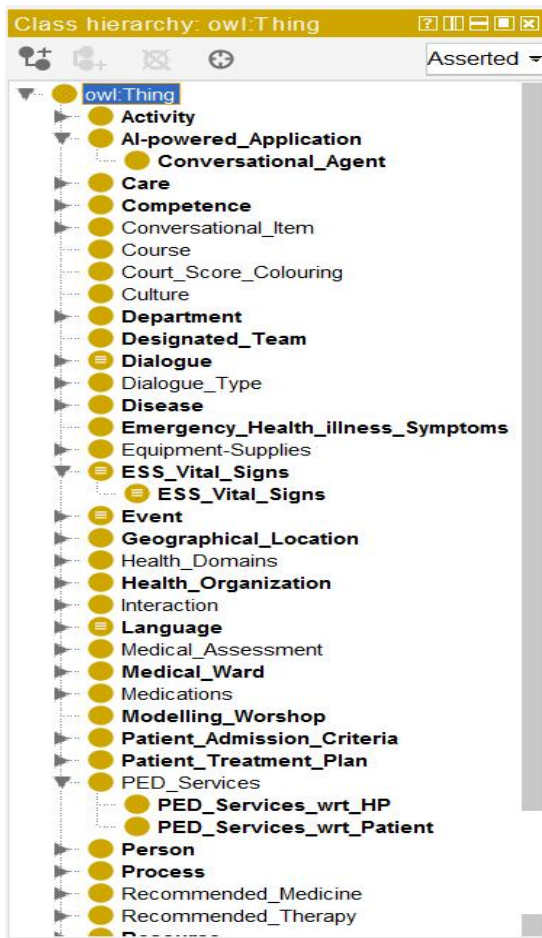 Class hierarchy: owl:Thing
Asserted
owl:Thing
Activity
AI-powered_Application
Conversational_Agent
Care
Competence
Conversational_Item
Course
Court_Score_Colouring
Culture
Department
Designated_Team
Dialogue
Dialogue_Type
Disease
Emergency_Health_illness_Symptoms
Equipment-Supplies
ESS_Vital_Signs
ESS_Vital_Signs
Event
Geographical_Location
Health_Domains
Health_Organization
Interaction
Language
Medical_Assessment
Medical_Ward
Medications
Modelling_Worshop
Patient_Admission_Criteria
Patient_Treatment_Plan
PED_Services
PED_Services_wrt_HP
PED_Services_wrt_Patient
Person
Process
Recommended_Medicine
Recommended_Therapy